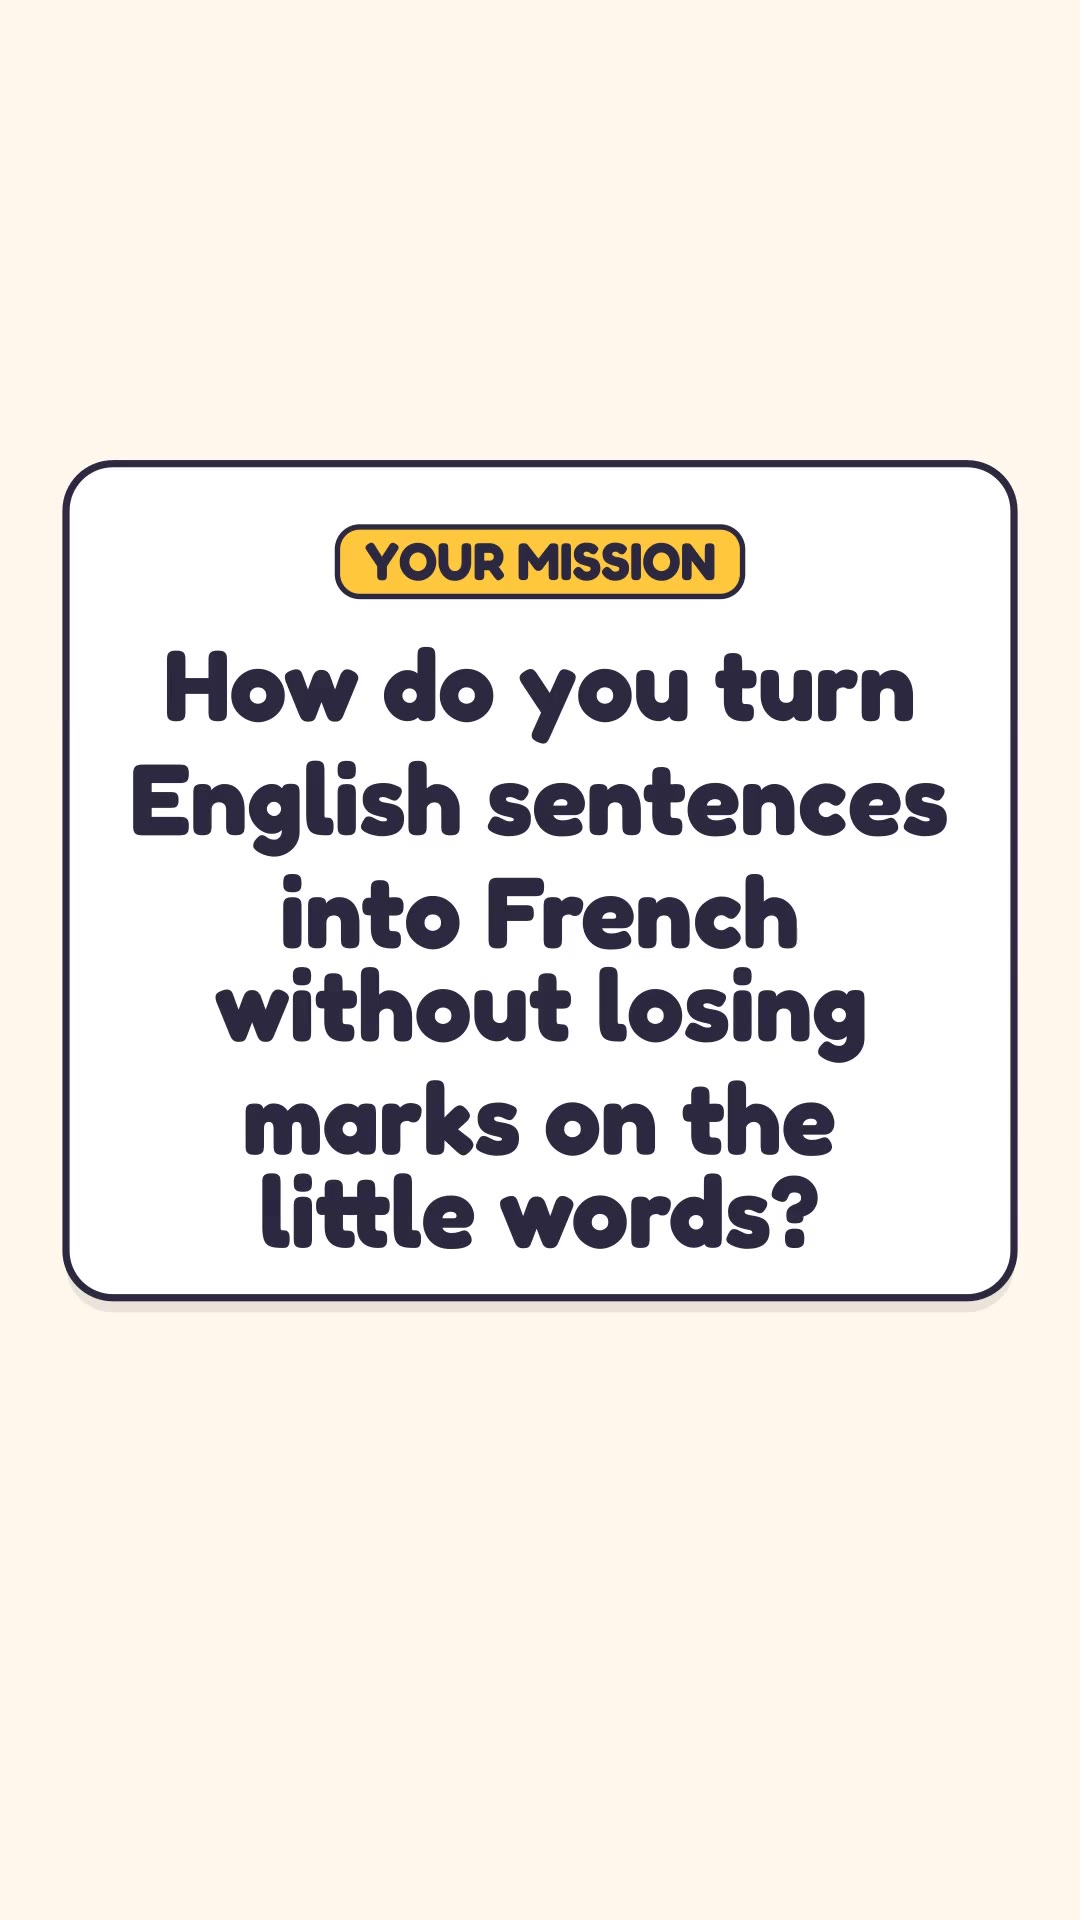 YOUR MISSION
How do you turn
English sentences
into French
without losing
marks on the
little words?